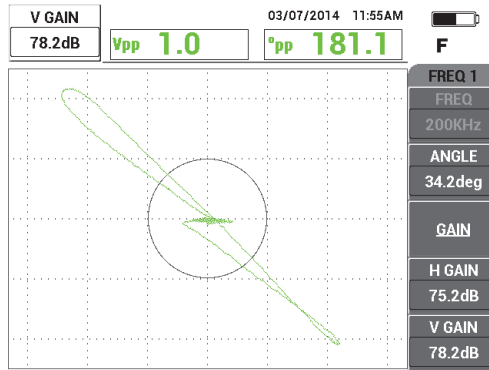 V GAIN
78.2dB
03/07/2014 11:55AM
Vpp 1.0
°pp 181.1
F
FREQ 1
FREQ
200KHz
ANGLE
34.2deg
GAIN
H GAIN
75.2dB
V GAIN
78.2dB